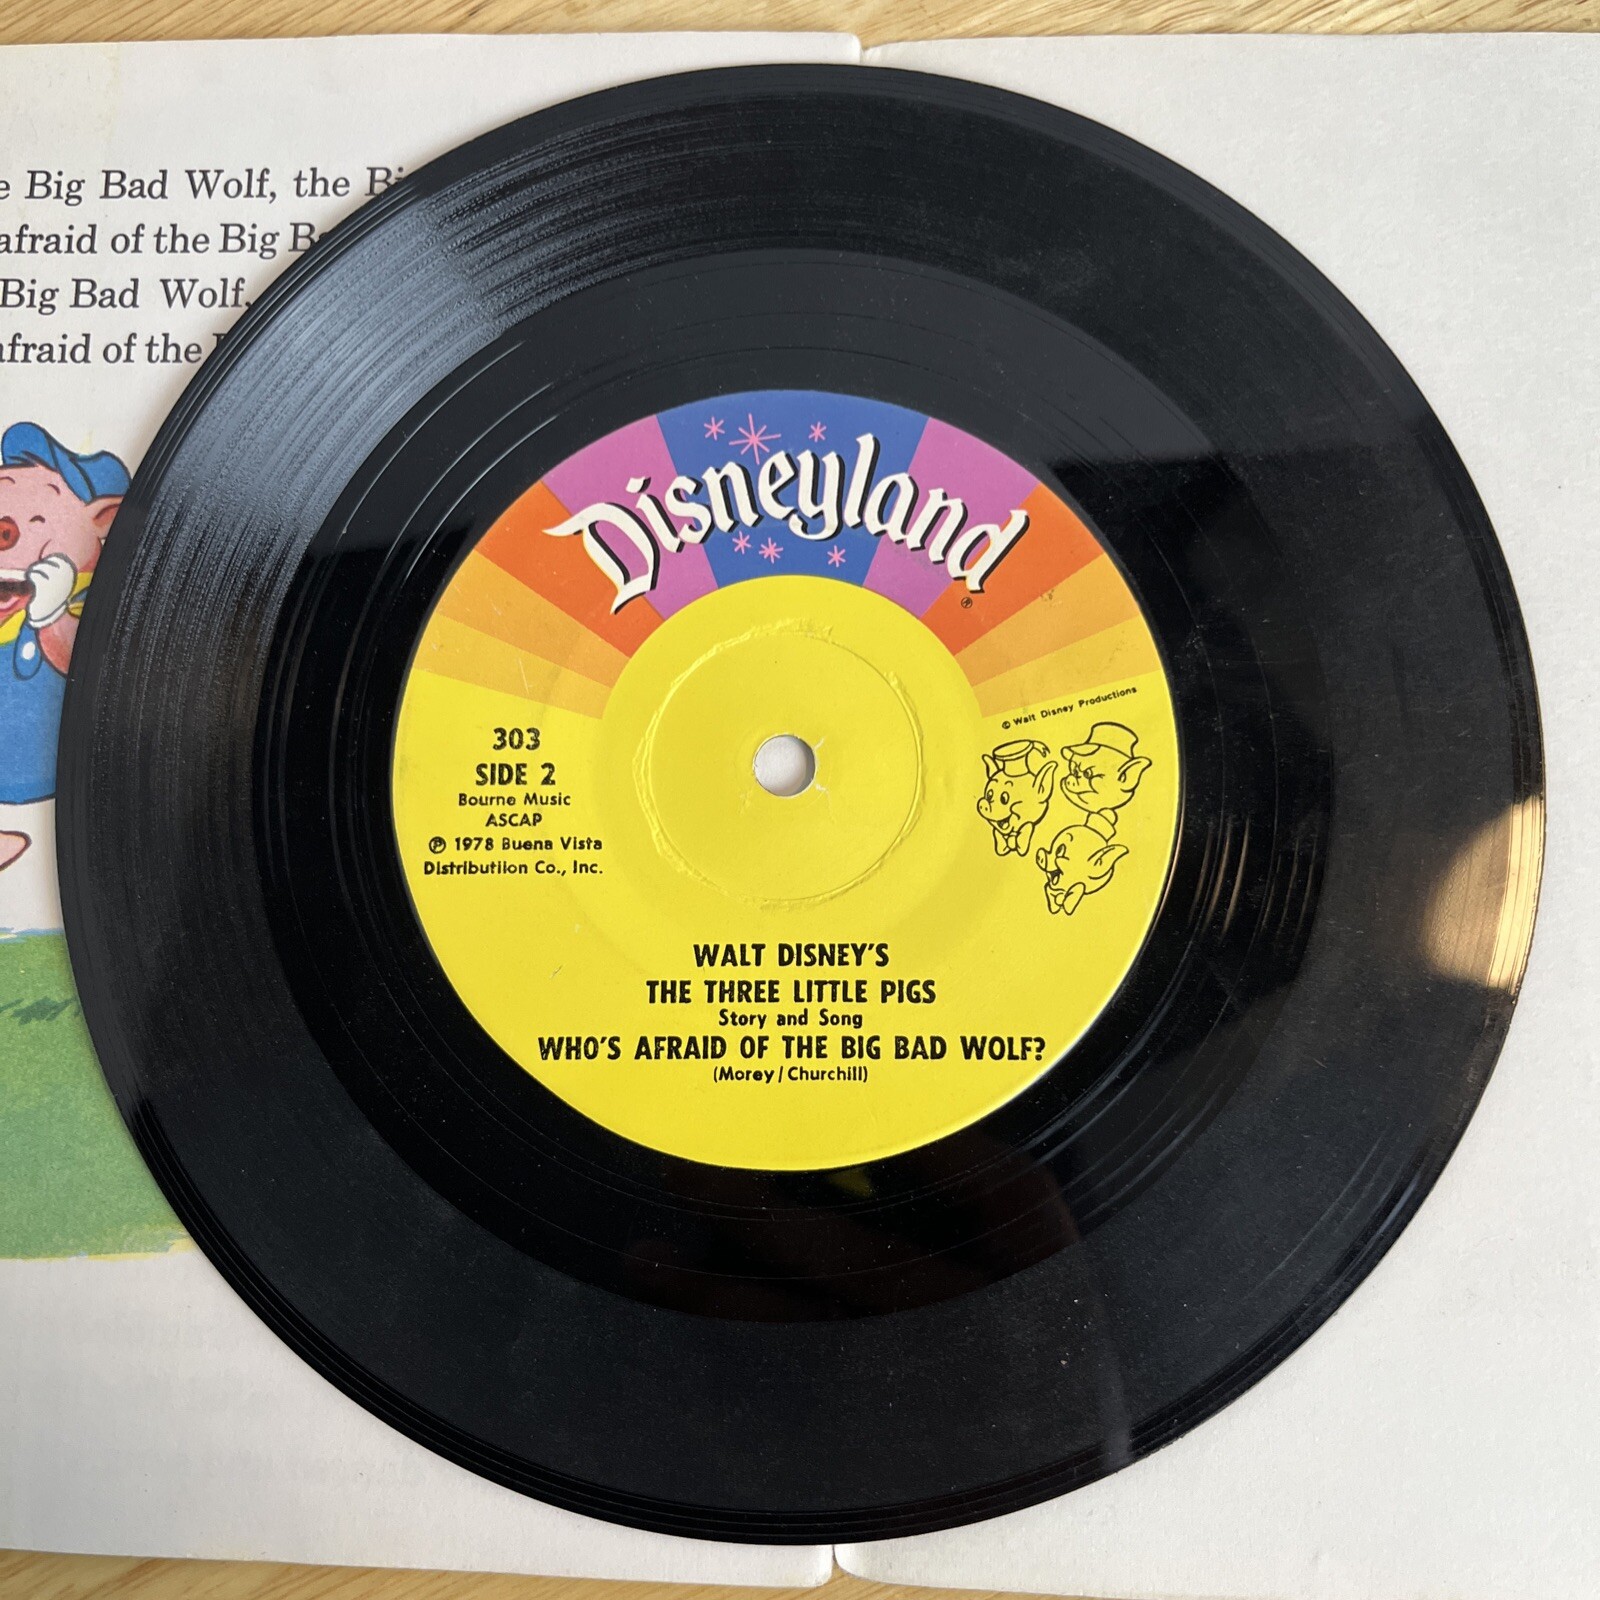 e Big Bad Wolf, the
afraid of the Big
Big Bad Wolf,
afraid of the
Disneyland®
© Walt Disney Productions
303
SIDE 2
Bourne Music
ASCAP
℗ 1978 Buena Vista
Distributiion Co., Inc.
WALT DISNEY'S
THE THREE LITTLE PIGS
Story and Song
WHO'S AFRAID OF THE BIG BAD WOLF?
(Morey/Churchill)